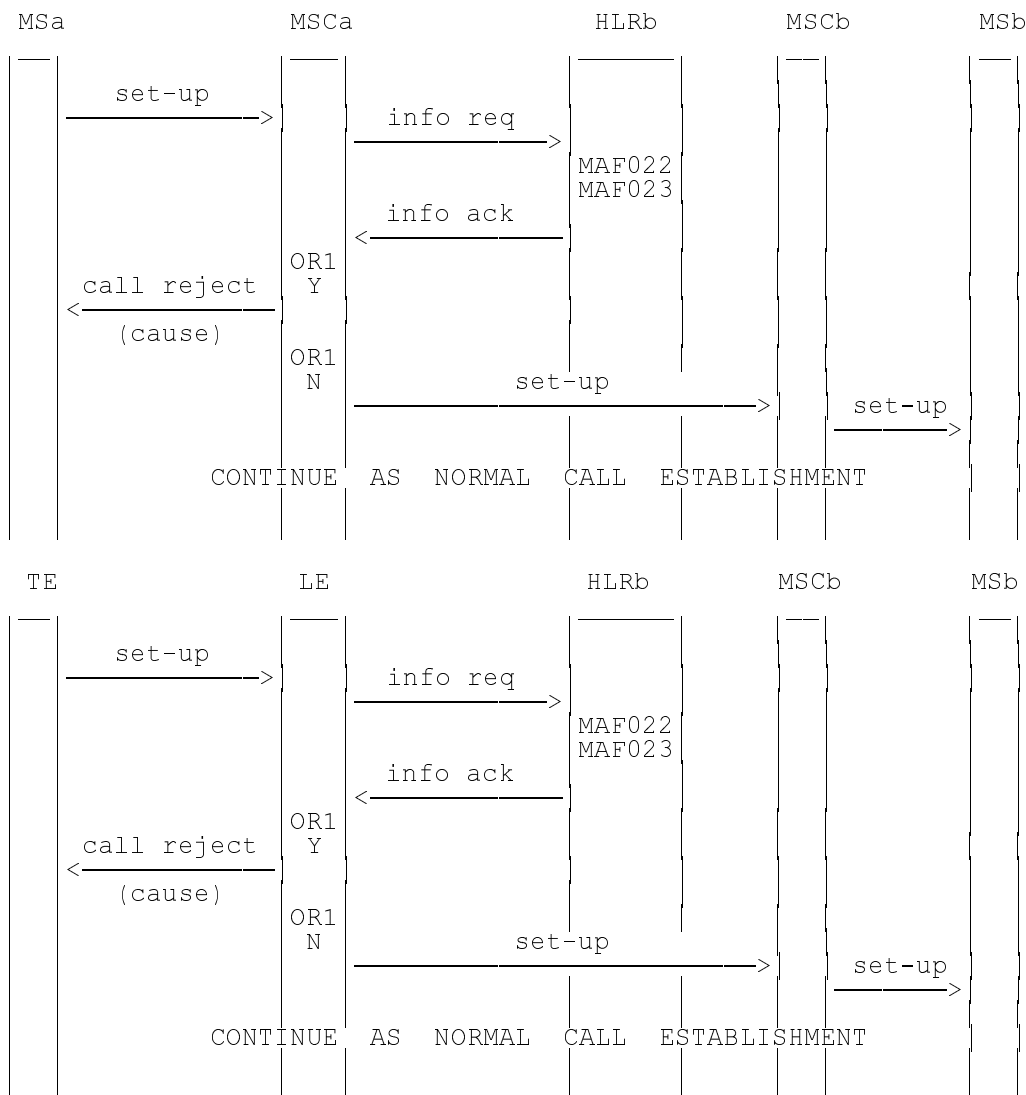 MSa MSCa HLRb MSCb MSb
set-up
info req
MAF022
MAF023
info ack
OR1
call reject Y
(cause)
OR1
N set-up
set-up
CONTINUE AS NORMAL CALL ESTABLISHMENT
TE LE HLRb MSCb MSb
set-up
info req
MAF022
MAF023
info ack
OR1
call reject Y
(cause)
OR1
N set-up
set-up
CONTINUE AS NORMAL CALL ESTABLISHMENT